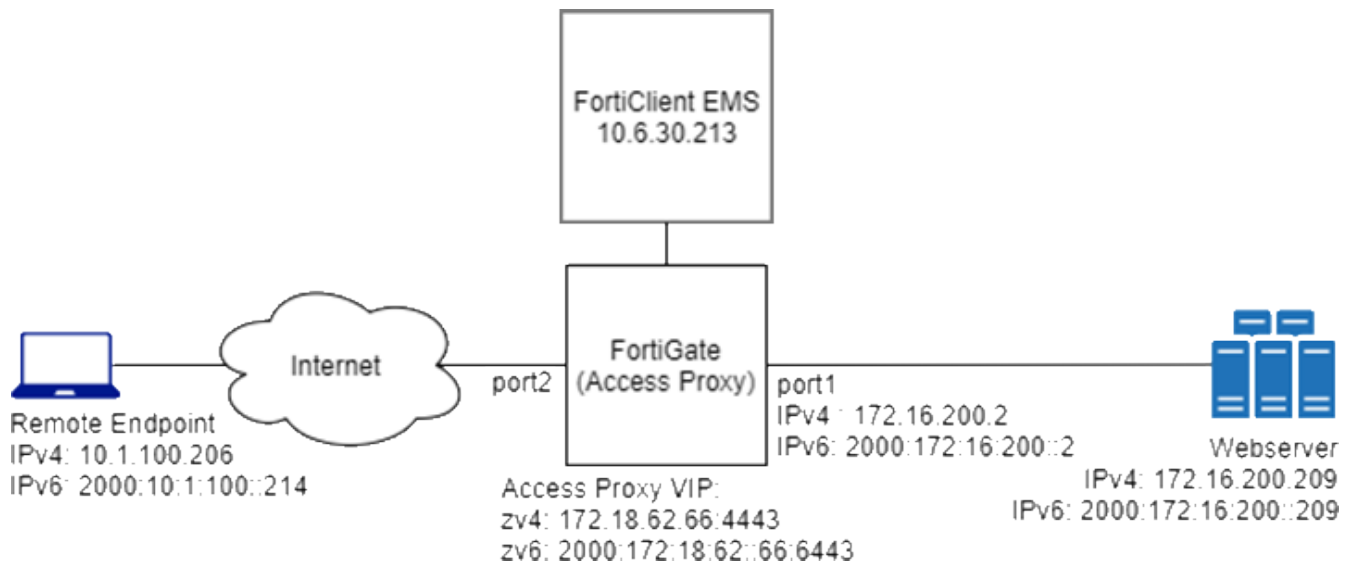 FortiClient EMS
10.6.30.213
Internet
port2
FortiGate
(Access Proxy)
port1
IPv4 : 172.16.200.2
IPv6: 2000:172:16:200::2
Remote Endpoint
IPv4: 10.1.100.206
IPv6: 2000:10:1:100::214
Access Proxy VIP:
zv4: 172.18.62.66:4443
zv6: 2000:172:18:62::66:6443
Webserver
IPv4: 172.16.200.209
IPv6: 2000:172:16:200::209